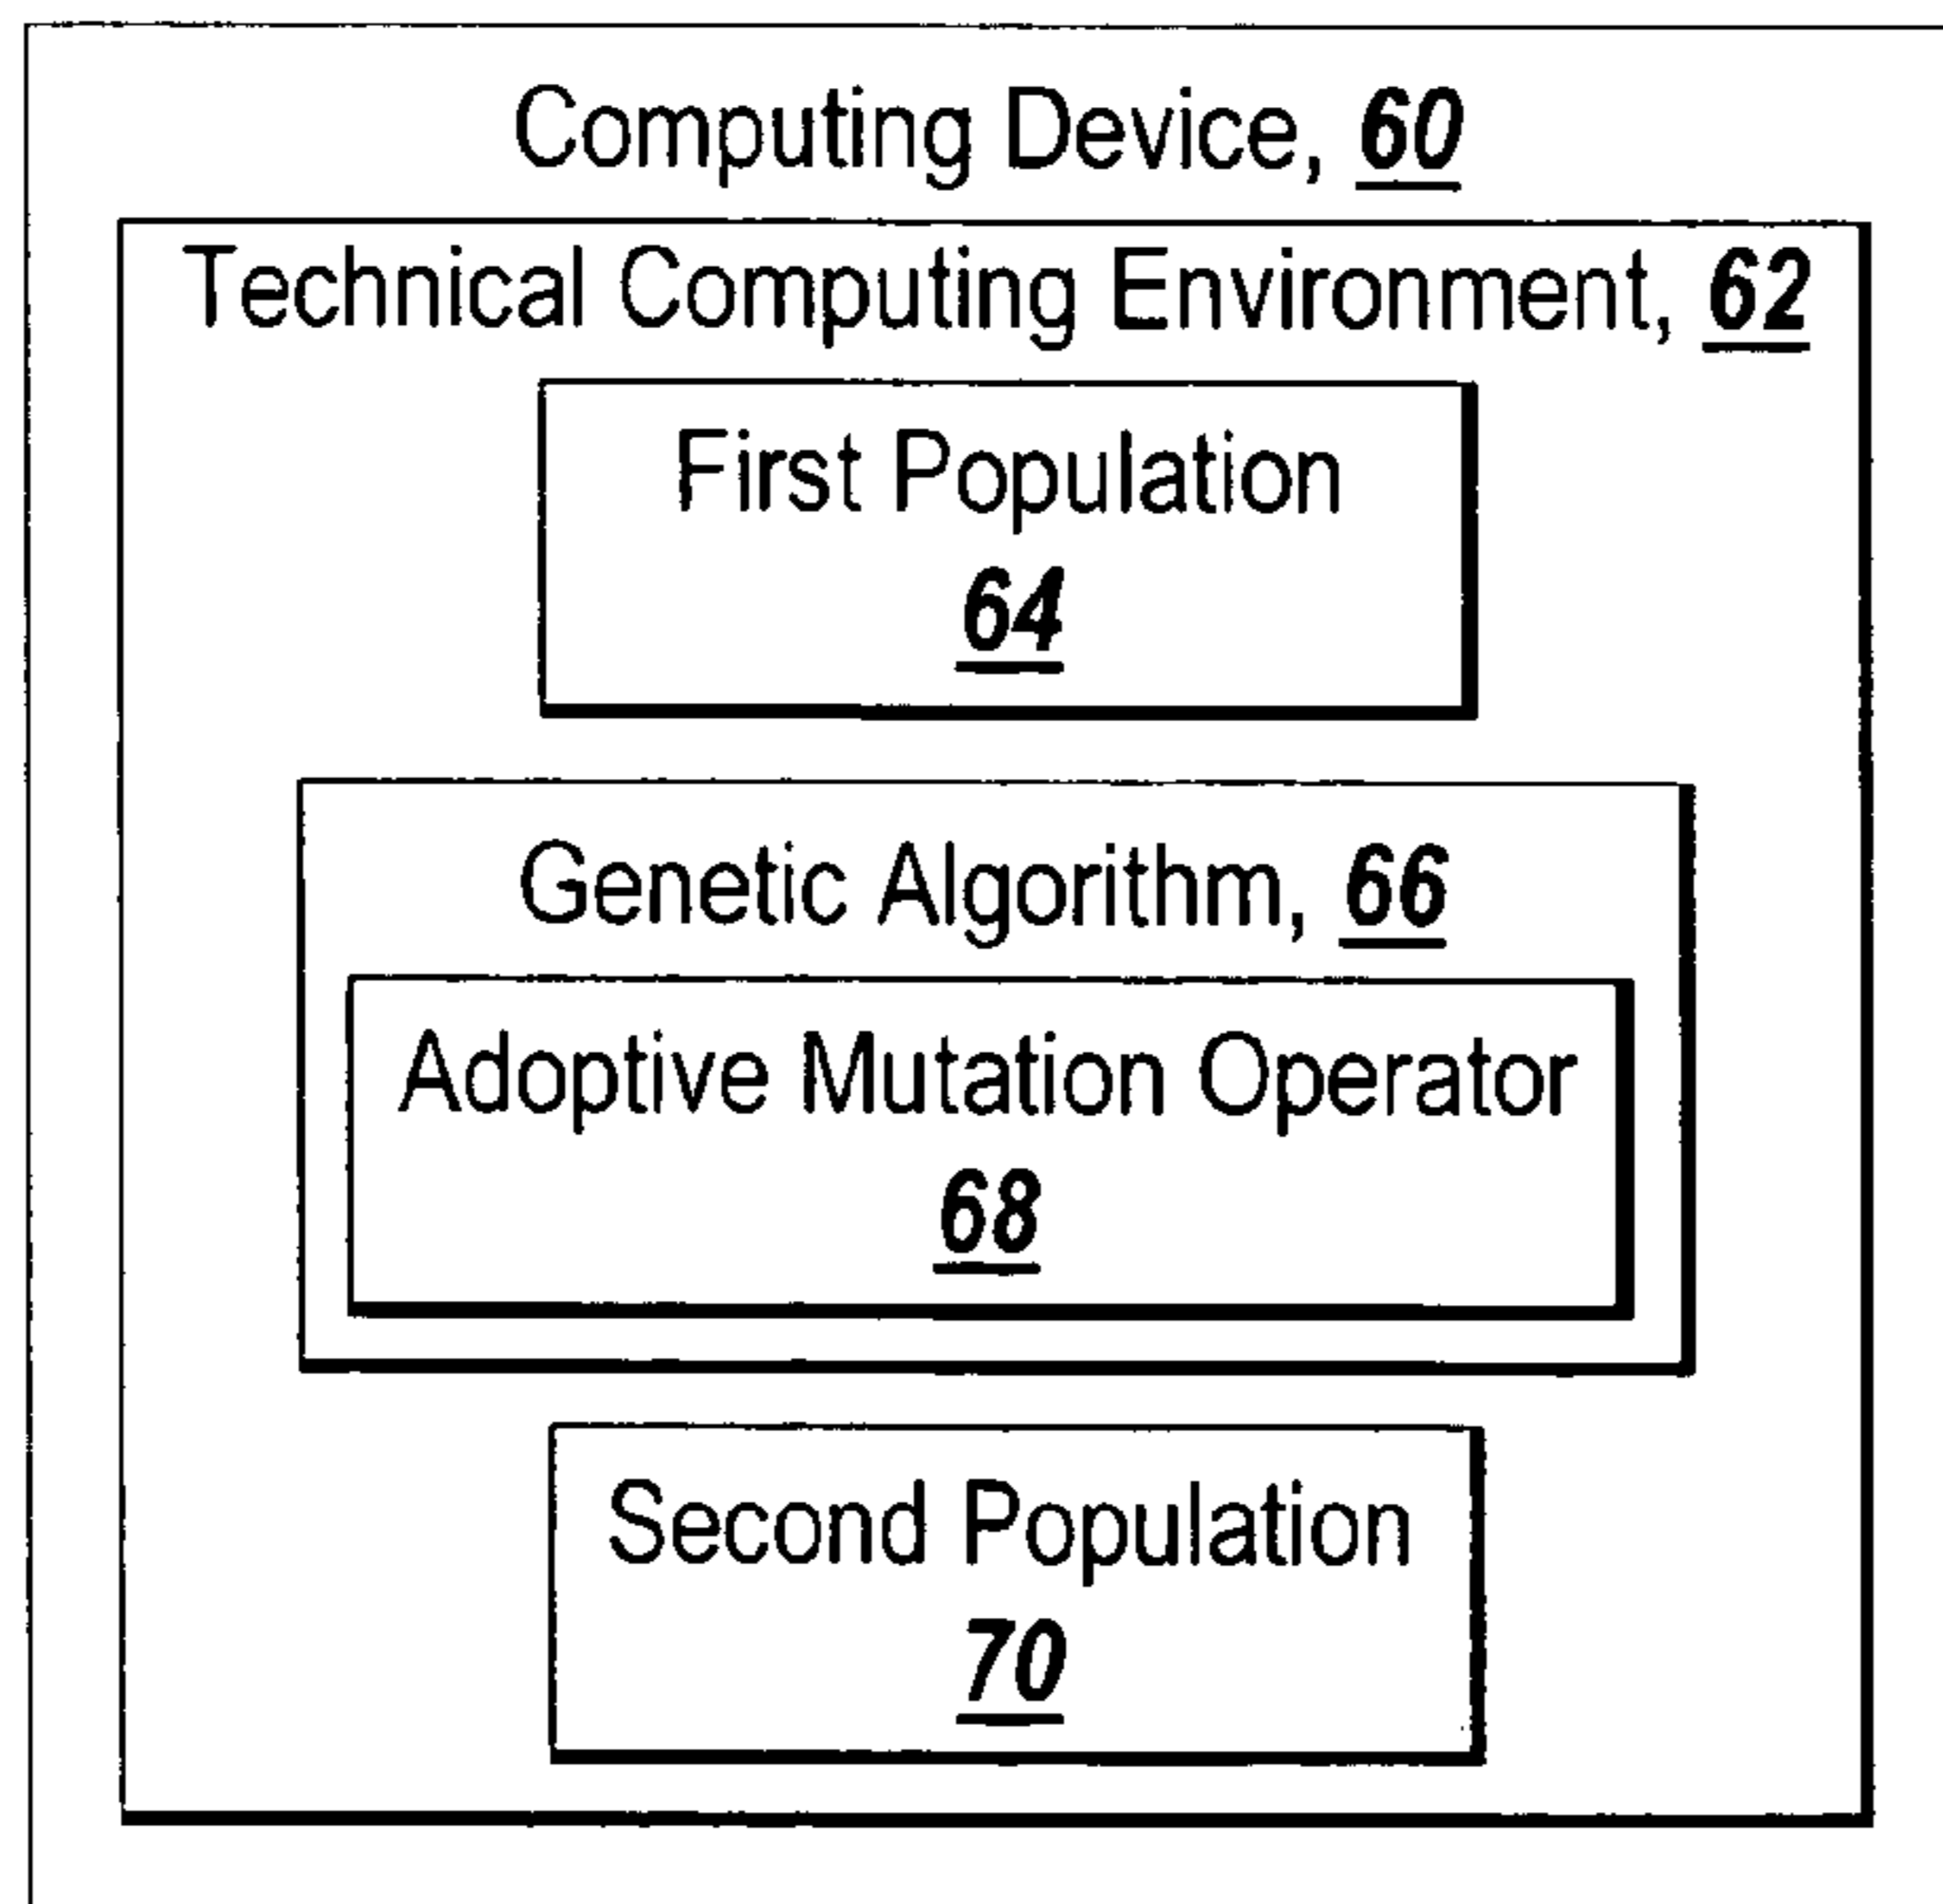 Computing Device, 60
Technical Computing Environment, 62
First Population
64
Genetic Algorithm, 66
Adoptive Mutation Operator
68
Second Population
70